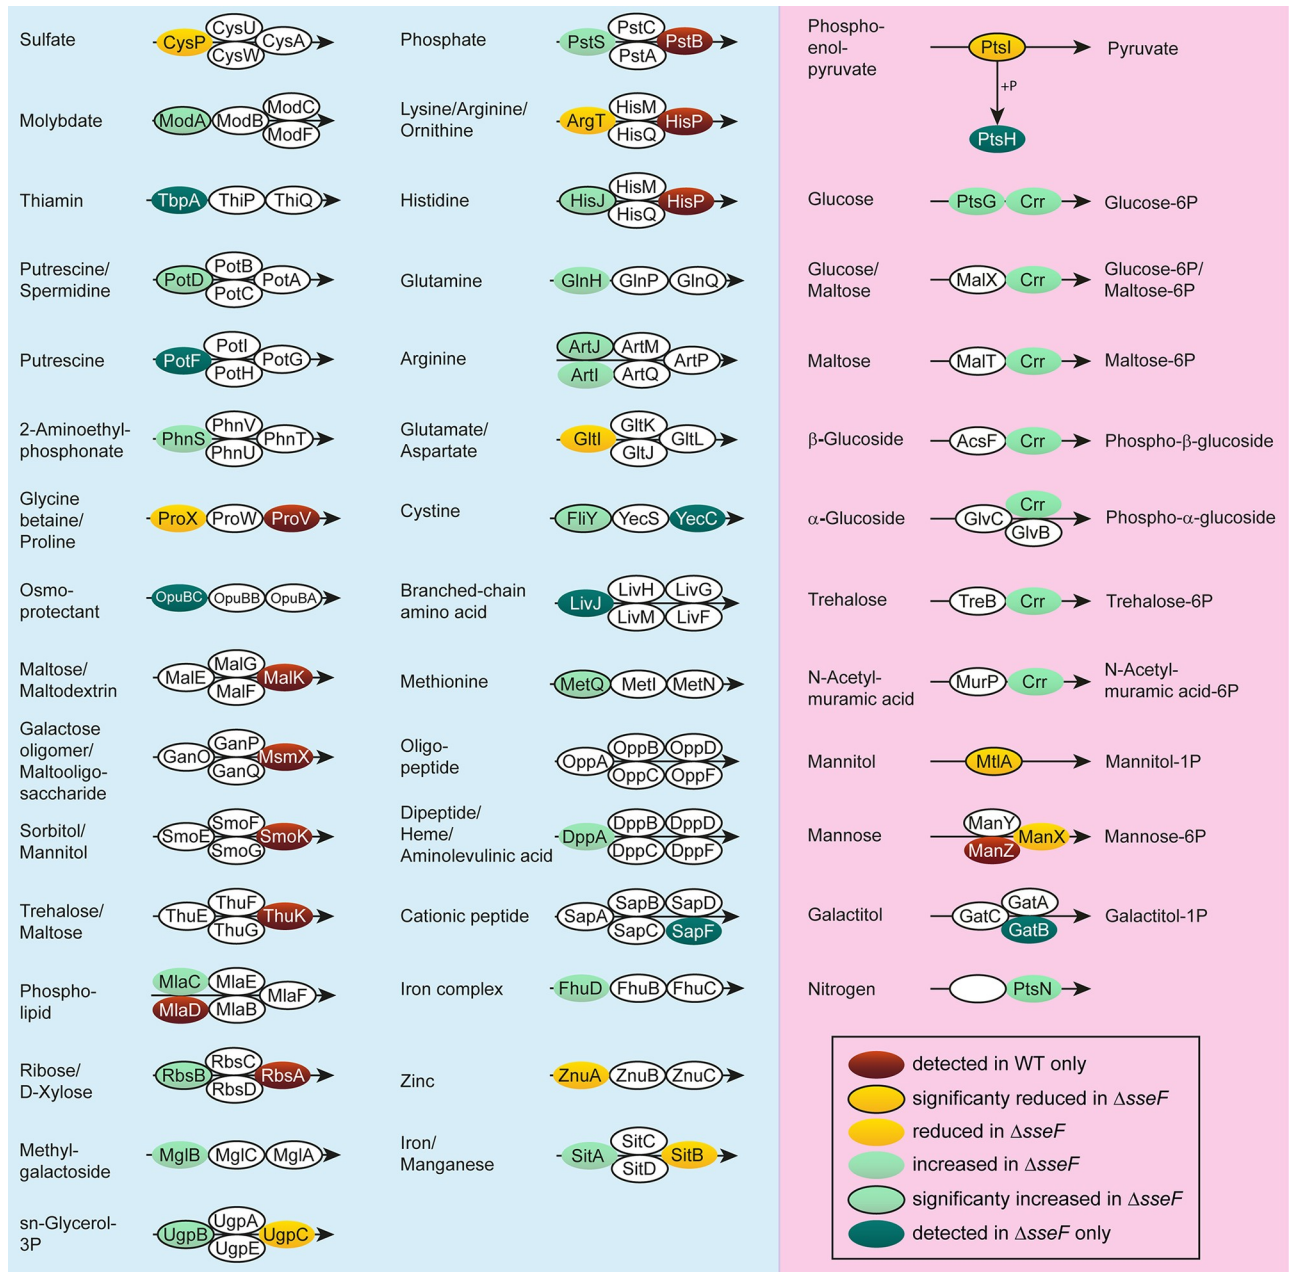 Sulfate
CysP
CysU
CysW
CysA
Molybdate
ModA
ModB
ModC
ModF
Thiamin
TbpA
ThiP
ThiQ
Putrescine/
Spermidine
PotD
PotB
PotC
PotA
Putrescine
PotF
PotI
PotH
PotG
2-Aminoethyl-
phosphonate
PhnS
PhnV
PhnU
PhnT
Glycine
betaine/
Proline
ProX
ProW
ProV
Osmo-
protectant
OpuBC
OpuBB
OpuBA
Maltose/
Maltodextrin
MalE
MalG
MalF
MalK
Galactose
oligomer/
Maltooligo-
saccharide
GanO
GanP
GanQ
MsmX
Sorbitol/
Mannitol
SmoE
SmoF
SmoG
SmoK
Trehalose/
Maltose
ThuE
ThuF
ThuG
ThuK
Phospho-
lipid
MlaC
MlaD
MlaE
MlaB
MlaF
Ribose/
D-Xylose
RbsB
RbsC
RbsD
RbsA
Methyl-
galactoside
MglB
MglC
MglA
sn-Glycerol-
3P
UgpB
UgpA
UgpE
UgpC
Phosphate
PstS
PstC
PstA
PstB
Lysine/Arginine/
Ornithine
ArgT
HisM
HisQ
HisP
Histidine
HisJ
HisM
HisQ
HisP
Glutamine
GlnH
GlnP
GlnQ
Arginine
ArtJ
ArtI
ArtM
ArtQ
ArtP
Glutamate/
Aspartate
GltI
GltK
GltJ
GltL
Cystine
FliY
YecS
YecC
Branched-chain
amino acid
LivJ
LivH
LivG
LivM
LivF
Methionine
MetQ
MetI
MetN
Oligo-
peptide
OppA
OppB
OppD
OppC
OppF
Dipeptide/
Heme/
Aminolevulinic acid
DppA
DppB
DppD
DppC
DppF
Cationic peptide
SapA
SapB
SapD
SapC
SapF
Iron complex
FhuD
FhuB
FhuC
Zinc
ZnuA
ZnuB
ZnuC
Iron/
Manganese
SitA
SitC
SitD
SitB
Phospho-
enol-
pyruvate
PtsI
Pyruvate
+P
PtsH
Glucose
PtsG
Crr
Glucose-6P
Glucose/
Maltose
MalX
Crr
Glucose-6P/
Maltose-6P
Maltose
MalT
Crr
Maltose-6P
β-Glucoside
AcsF
Crr
Phospho-β-glucoside
α-Glucoside
GlvC
Crr
GlvB
Phospho-α-glucoside
Trehalose
TreB
Crr
Trehalose-6P
N-Acetyl-
muramic acid
MurP
Crr
N-Acetyl-
muramic acid-6P
Mannitol
MtlA
Mannitol-1P
Mannose
ManY
ManZ
ManX
Mannose-6P
Galactitol
GatC
GatA
GatB
Galactitol-1P
Nitrogen
PtsN
detected in WT only
significanty reduced in ΔsseF
reduced in ΔsseF
increased in ΔsseF
significanty increased in ΔsseF
detected in ΔsseF only